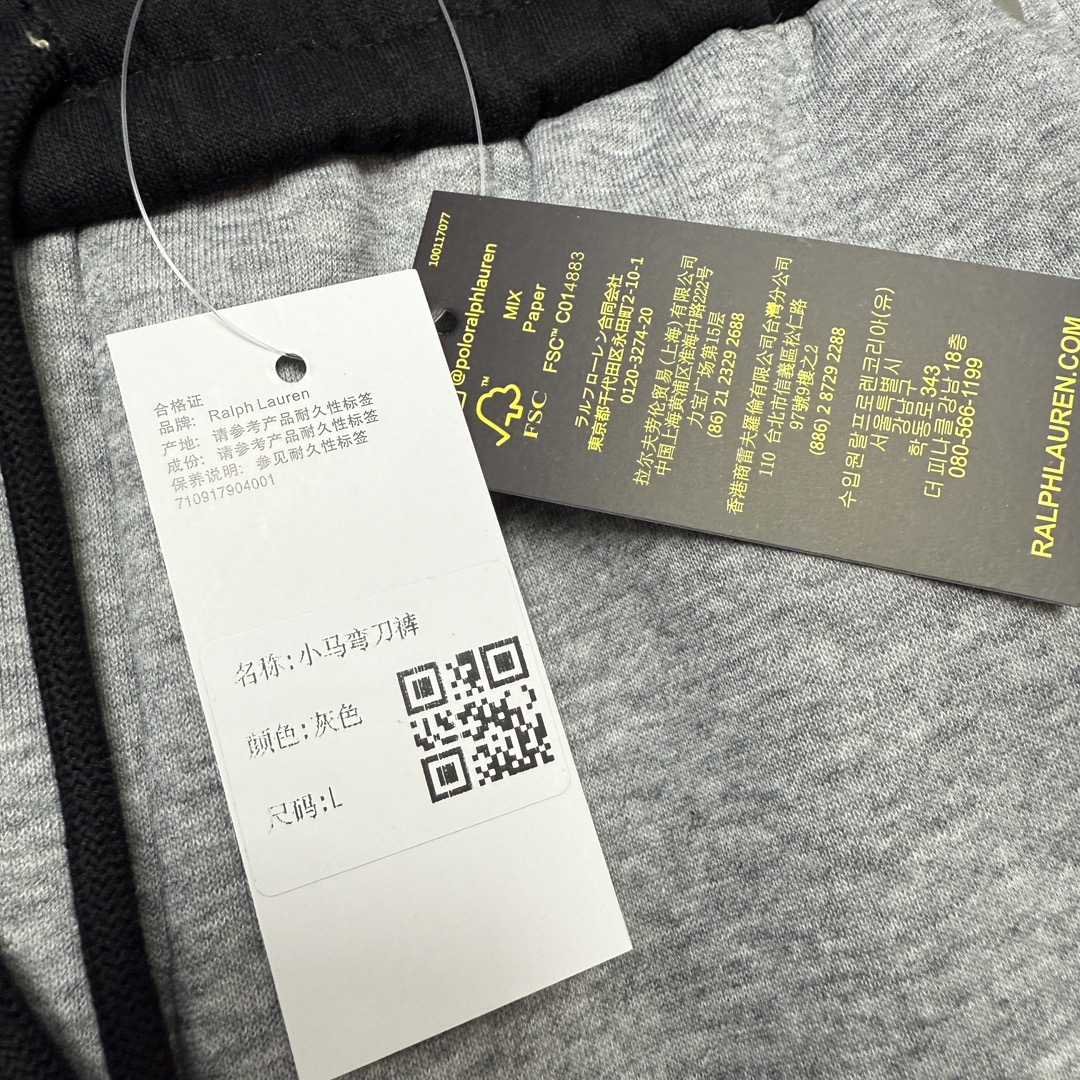 合格证
品牌: Ralph Lauren
产地: 请参考产品耐久性标签
成份: 请参考产品耐久性标签
保养说明: 参见耐久性标签
710917904001
名称:小马弯刀裤
颜色:灰色
尺码:L
100117077
@poloralphlauren
FSC™
MIX
Paper
FSC™ C014883
ラルフローレン合同会社
東京都千代田区永田町2-10-1
0120-3274-20
拉尔夫劳伦贸易(上海)有限公司
中国上海黄浦区淮海中路222号
力宝广场第15层
(86) 21 2329 2688
香港商雷夫羅倫有限公司台灣分公司
110 台北市信義區松仁路
97號9樓之2
(886) 2 8729 2288
수입원랄프로렌코리아(유)
서울특별시
강남구
학동로343
더 피나클강남 18층
080-566-1199
RALPHLAUREN.COM